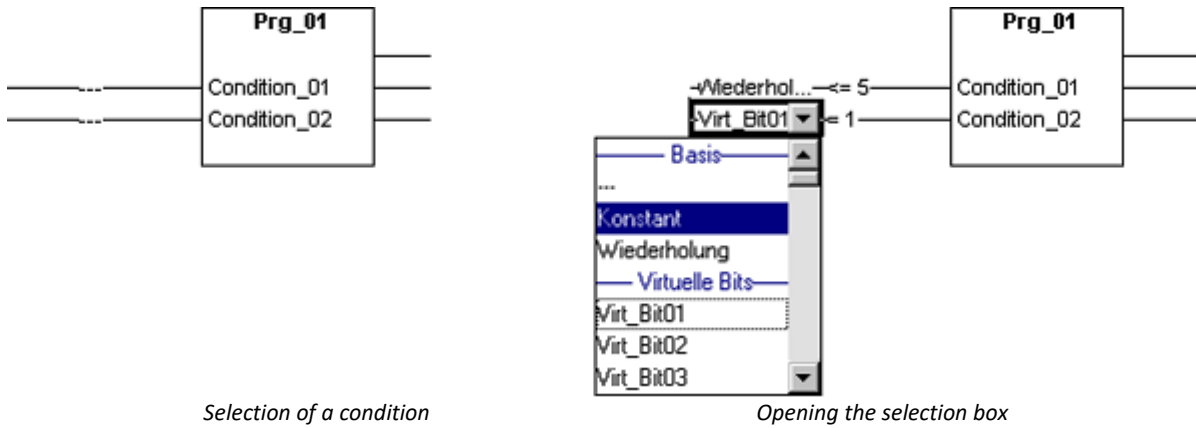 Prg_01
--- Condition_01
--- Condition_02
Selection of a condition
Prg_01
Wiederhol... <= 5 Condition_01
Virt_Bit01 = 1 Condition_02
Basis
---
Konstant
Wiederholung
Virtuelle Bits
Virt_Bit01
Virt_Bit02
Virt_Bit03
Opening the selection box